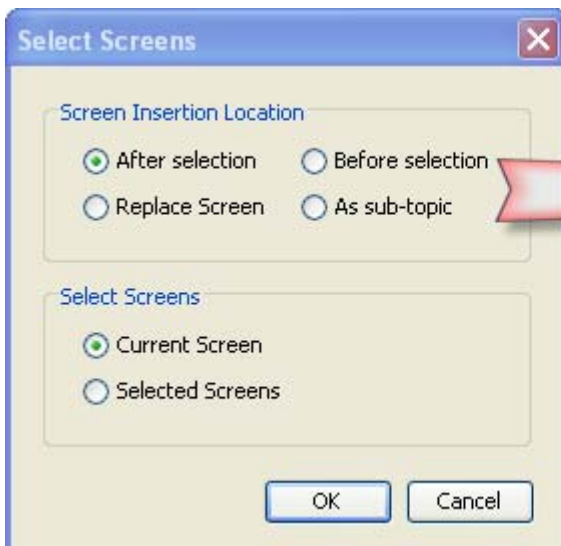 Select Screens
Screen Insertion Location
After selection Before selection
Replace Screen As sub-topic
Select Screens
Current Screen
Selected Screens
OK Cancel